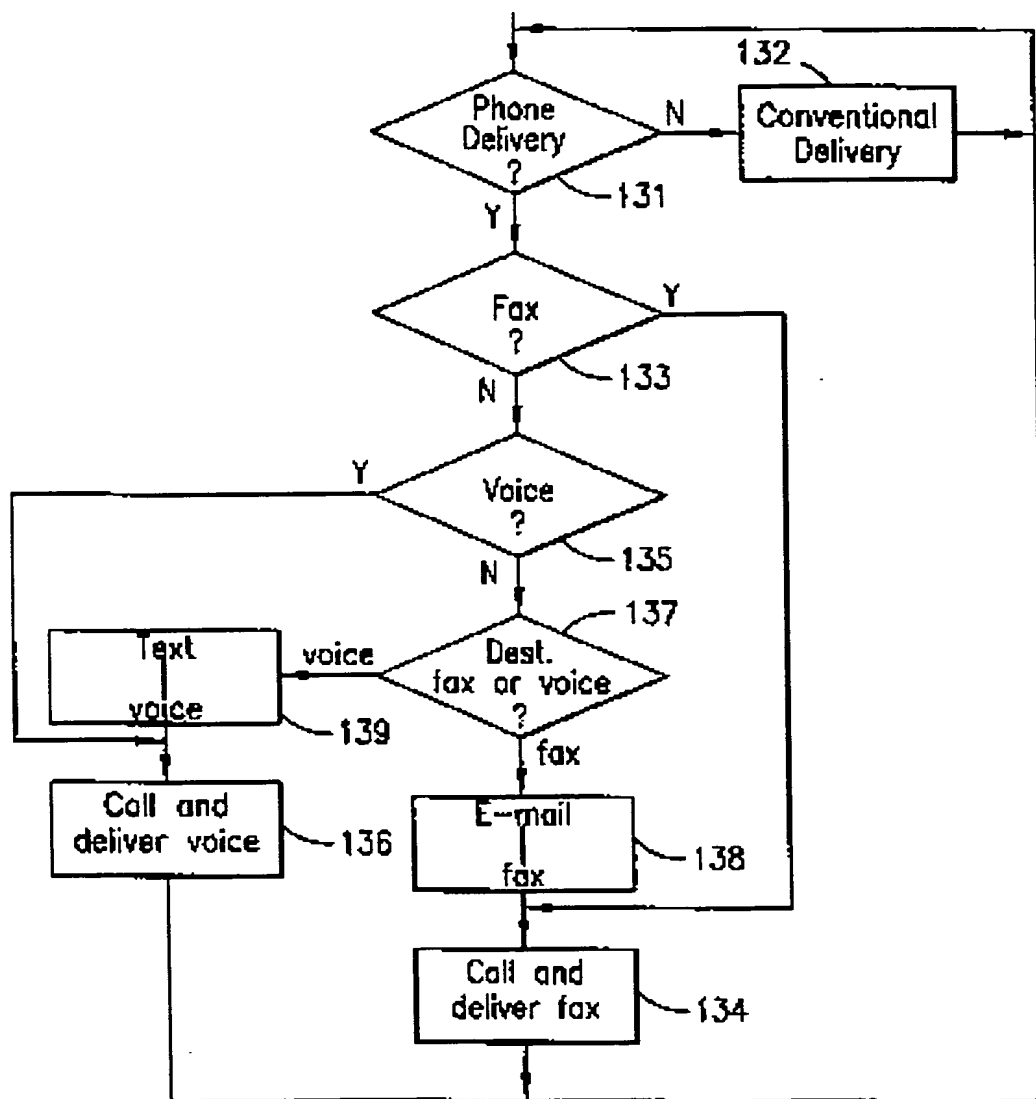 132
Phone
Delivery
?
N
Conventional
Delivery
131
Y
Fax
?
Y
133
N
Y
Voice
?
135
N
137
Text
voice
voice
Dest.
fax or voice
?
139
fax
Call and
deliver voice
136
E-mail
fax
138
Call and
deliver fax
134